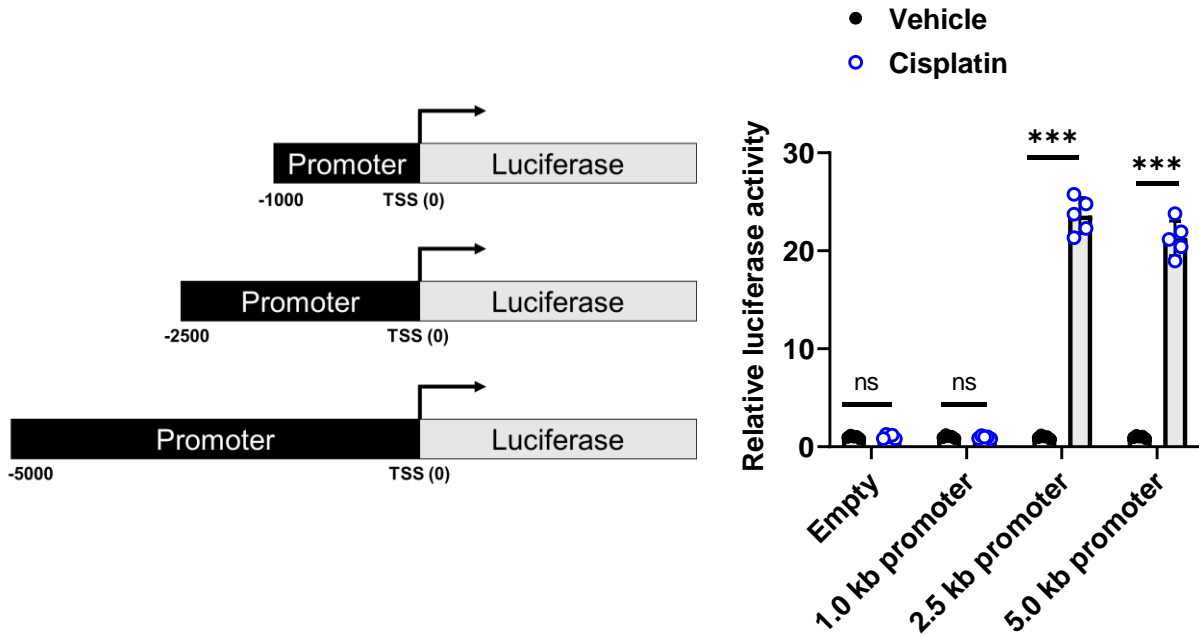 Vehicle
Cisplatin
Promoter Luciferase
-1000 TSS (0)
Promoter Luciferase
-2500 TSS (0)
Promoter Luciferase
-5000 TSS (0)
Relative luciferase activity
30
20
10
0
ns
ns
***
***
Empty
1.0 kb promoter
2.5 kb promoter
5.0 kb promoter